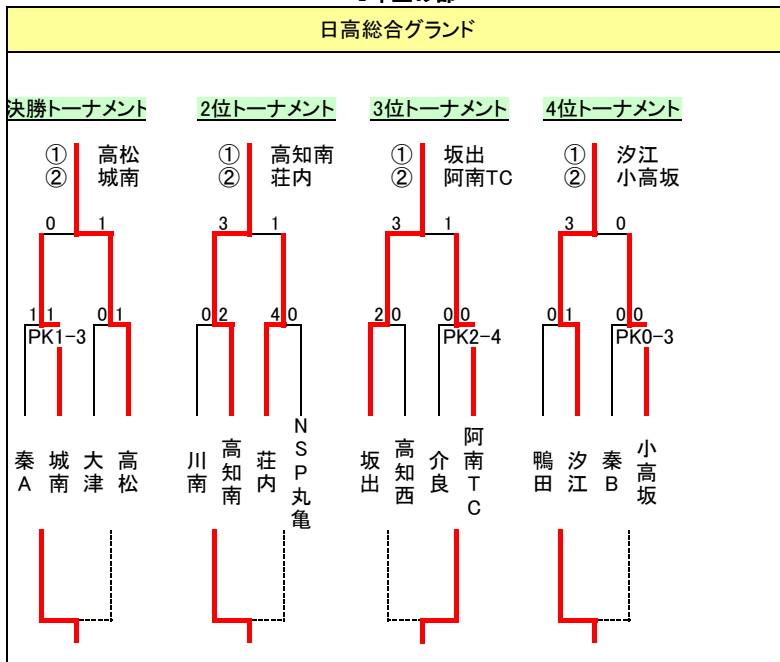 日高総合グランド
決勝トーナメント 2位トーナメント 3位トーナメント 4位トーナメント
① 高松 ① 高知南 ① 坂出 ① 汐江
② 城南 ② 荘内 ② 阿南TC ② 小高坂
0 1 3 1 3 1 3 0
1 1 0 1 0 2 4 0 2 0 0 0 0 1 0 0
PK1-3 PK2-4 PK0-3
秦A 城南 大津 高松 川南 高知南 荘内 NSP丸亀 坂出 高知西 介良 阿南TC 鴨田 汐江 秦B 小高坂